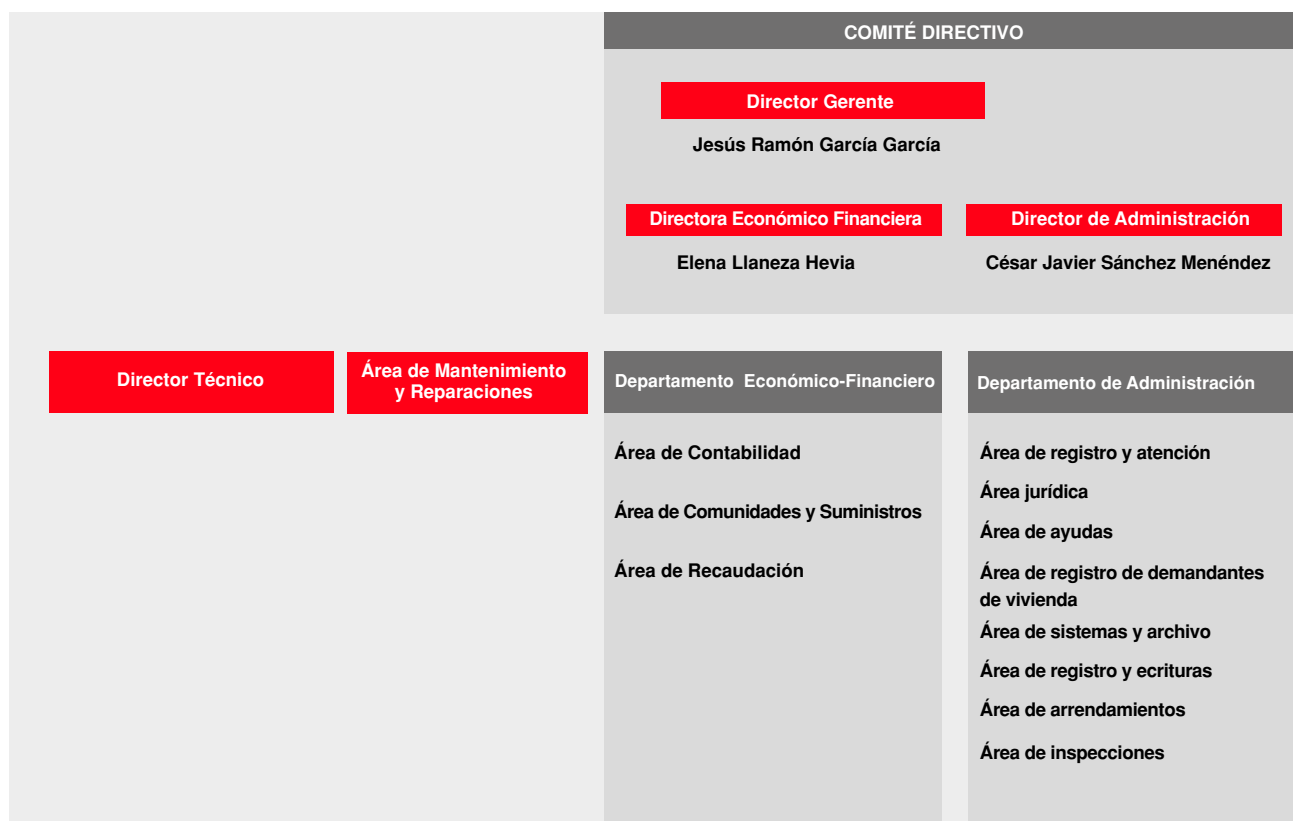 COMITÉ DIRECTIVO
Director Gerente
Jesús Ramón García García
Directora Económico Financiera
Elena Llaneza Hevia
Director de Administración
César Javier Sánchez Menéndez
Director Técnico
Área de Mantenimiento
y Reparaciones
Departamento Económico-Financiero
Área de Contabilidad
Área de Comunidades y Suministros
Área de Recaudación
Departamento de Administración
Área de registro y atención
Área jurídica
Área de ayudas
Área de registro de demandantes
de vivienda
Área de sistemas y archivo
Área de registro y ecrituras
Área de arrendamientos
Área de inspecciones